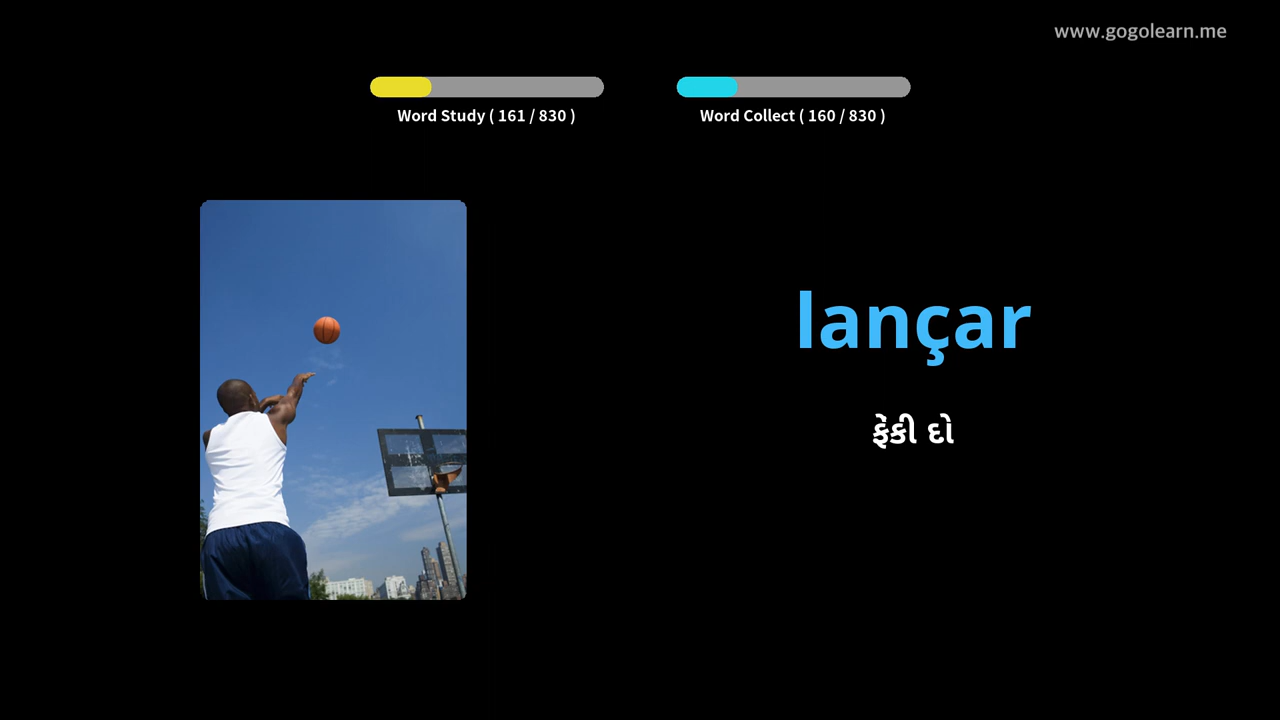 www.gogolearn.me
Word Study ( 161 / 830 )
Word Collect ( 160 / 830 )
lançar
ફેંકી દો